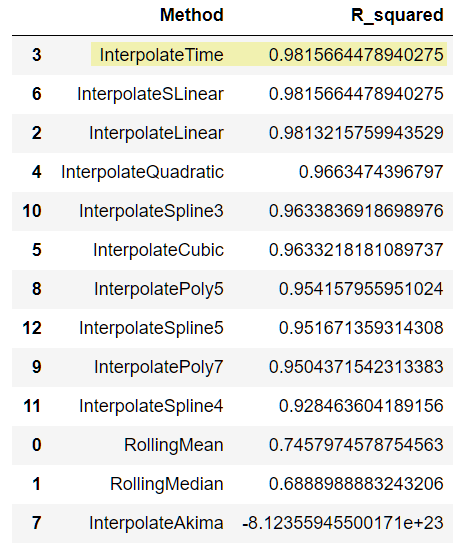 Method R_squared
3 InterpolateTime 0.9815664478940275
6 InterpolateSLinear 0.9815664478940275
2 InterpolateLinear 0.9813215759943529
4 InterpolateQuadratic 0.9663474396797
10 InterpolateSpline3 0.9633836918698976
5 InterpolateCubic 0.9633218181089737
8 InterpolatePoly5 0.954157955951024
12 InterpolateSpline5 0.951671359314308
9 InterpolatePoly7 0.9504371542313383
11 InterpolateSpline4 0.928463604189156
0 RollingMean 0.7457974578754563
1 RollingMedian 0.6888988883243206
7 InterpolateAkima -8.12355945500171e+23